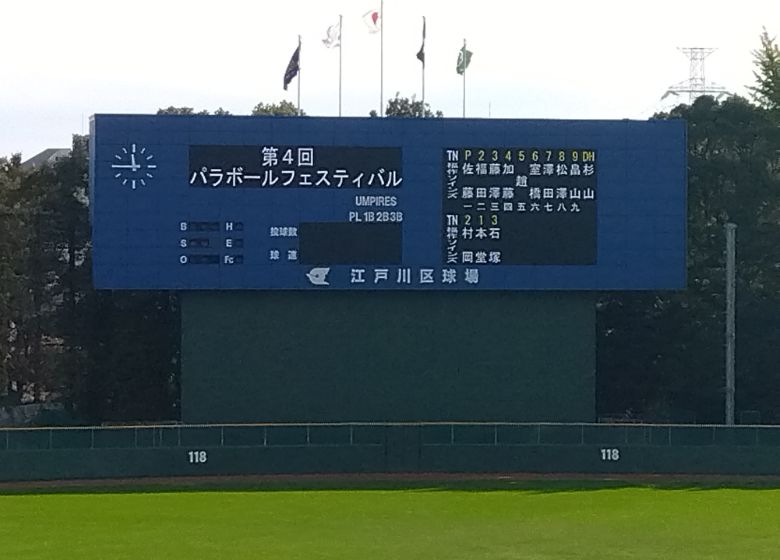 第4回
パラボールフェスティバル
UMPIRES
PL 1B 2B 3B
B H
S E
O Fc
投球数
球速
TN P 2 3 4 5 6 7 8 9 DH
佐福藤加 室澤松畠杉
趙
藤田澤藤 橋田澤山山
一二三四五六七八九
TN 2 1 3
村本石
岡堂塚
江戸川区球場
118
118